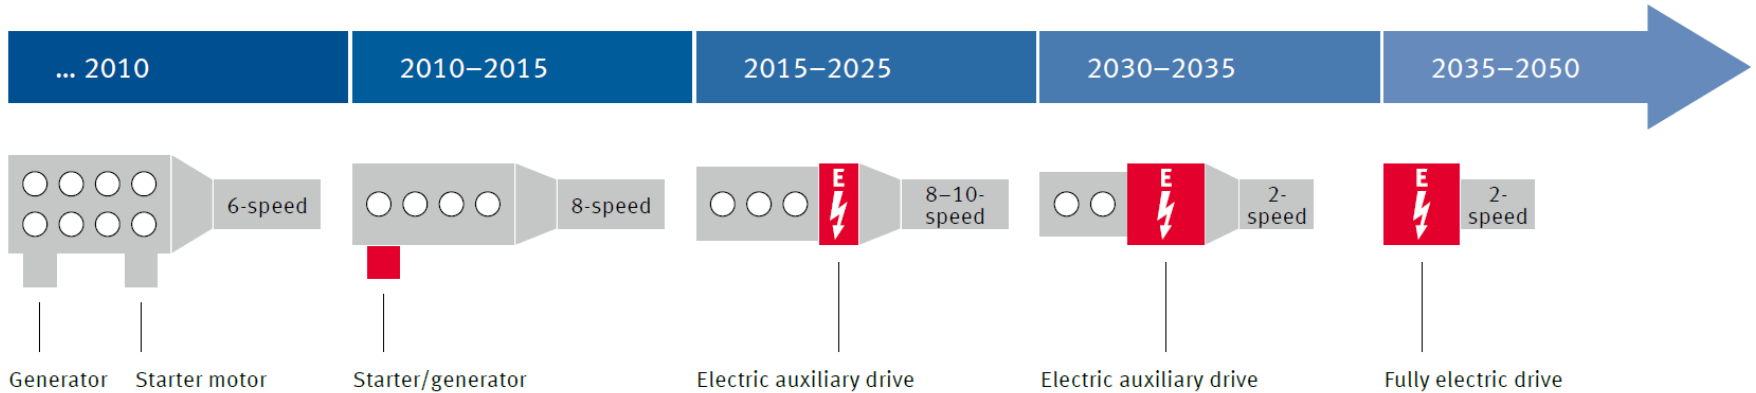 ... 2010
2010–2015
2015–2025
2030–2035
2035–2050
6-speed
8-speed
E
8–10-
speed
E
2-
speed
E
2-
speed
Generator
Starter motor
Starter/generator
Electric auxiliary drive
Electric auxiliary drive
Fully electric drive